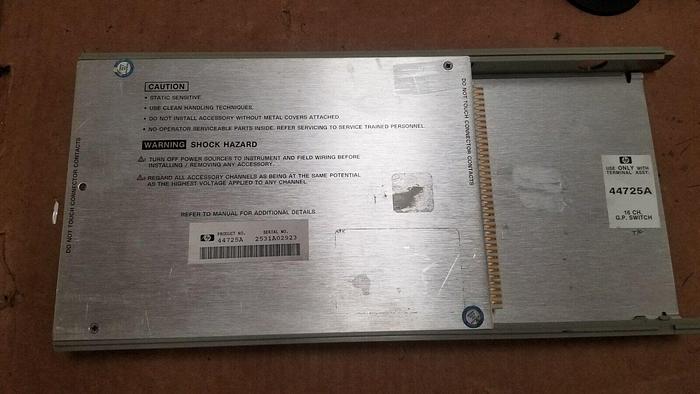 CAUTION
• STATIC SENSITIVE.
• USE CLEAN HANDLING TECHNIQUES.
• DO NOT INSTALL ACCESSORY WITHOUT METAL COVERS ATTACHED.
• NO OPERATOR SERVICEABLE PARTS INSIDE. REFER SERVICING TO SERVICE TRAINED PERSONNEL.
WARNING SHOCK HAZARD
TURN OFF POWER SOURCES TO INSTRUMENT AND FIELD WIRING BEFORE
INSTALLING / REMOVING ANY ACCESSORY.
REGARD ALL ACCESSORY CHANNELS AS BEING AT THE SAME POTENTIAL
AS THE HIGHEST VOLTAGE APPLIED TO ANY CHANNEL.
REFER TO MANUAL FOR ADDITIONAL DETAILS
hp PRODUCT NO. SERIAL NO.
44725A 2531A02923
DO NOT TOUCH CONNECTOR CONTACTS
DO NOT TOUCH CONNECTOR CONTACTS
hp
USE ONLY WITH
TERMINAL ASSY:
44725A
16 CH.
G.P. SWITCH